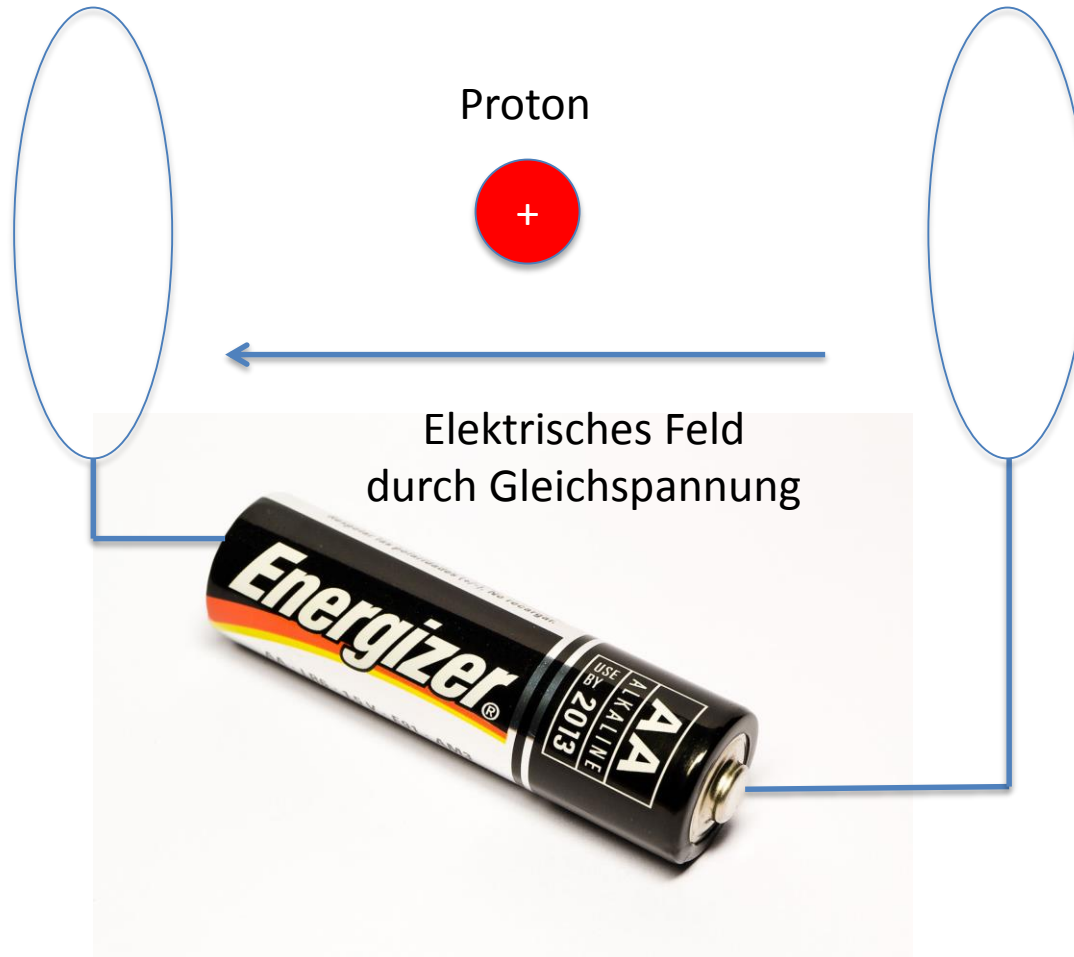 Proton
+
Elektrisches Feld
durch Gleichspannung
Energizer®
USE
BY 2013
ALKALINE
AA